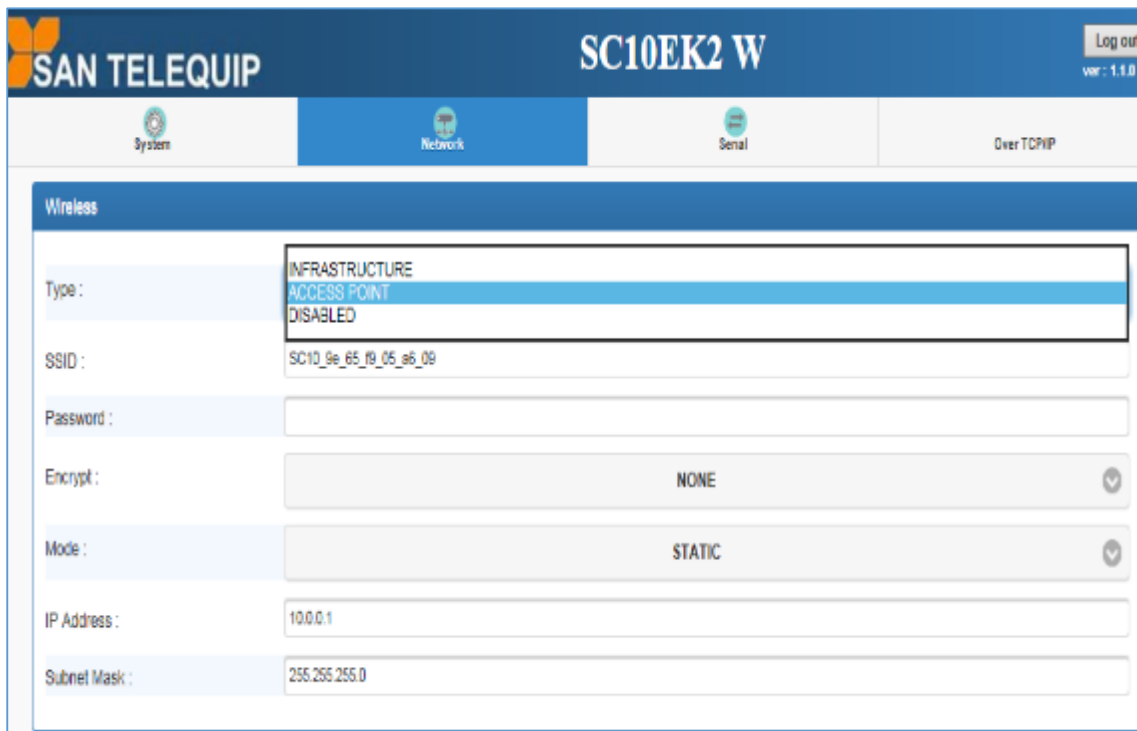 SAN TELEQUIP
SC10EK2 W
Log out
ver : 1.1.0
System
Network
Serial
Over TCP/IP
Wireless
Type :
INFRASTRUCTURE
ACCESS POINT
DISABLED
SSID :
SC10_9e_65_f9_05_a6_09
Password :
Encrypt :
NONE
Mode :
STATIC
IP Address :
10.0.0.1
Subnet Mask :
255.255.255.0